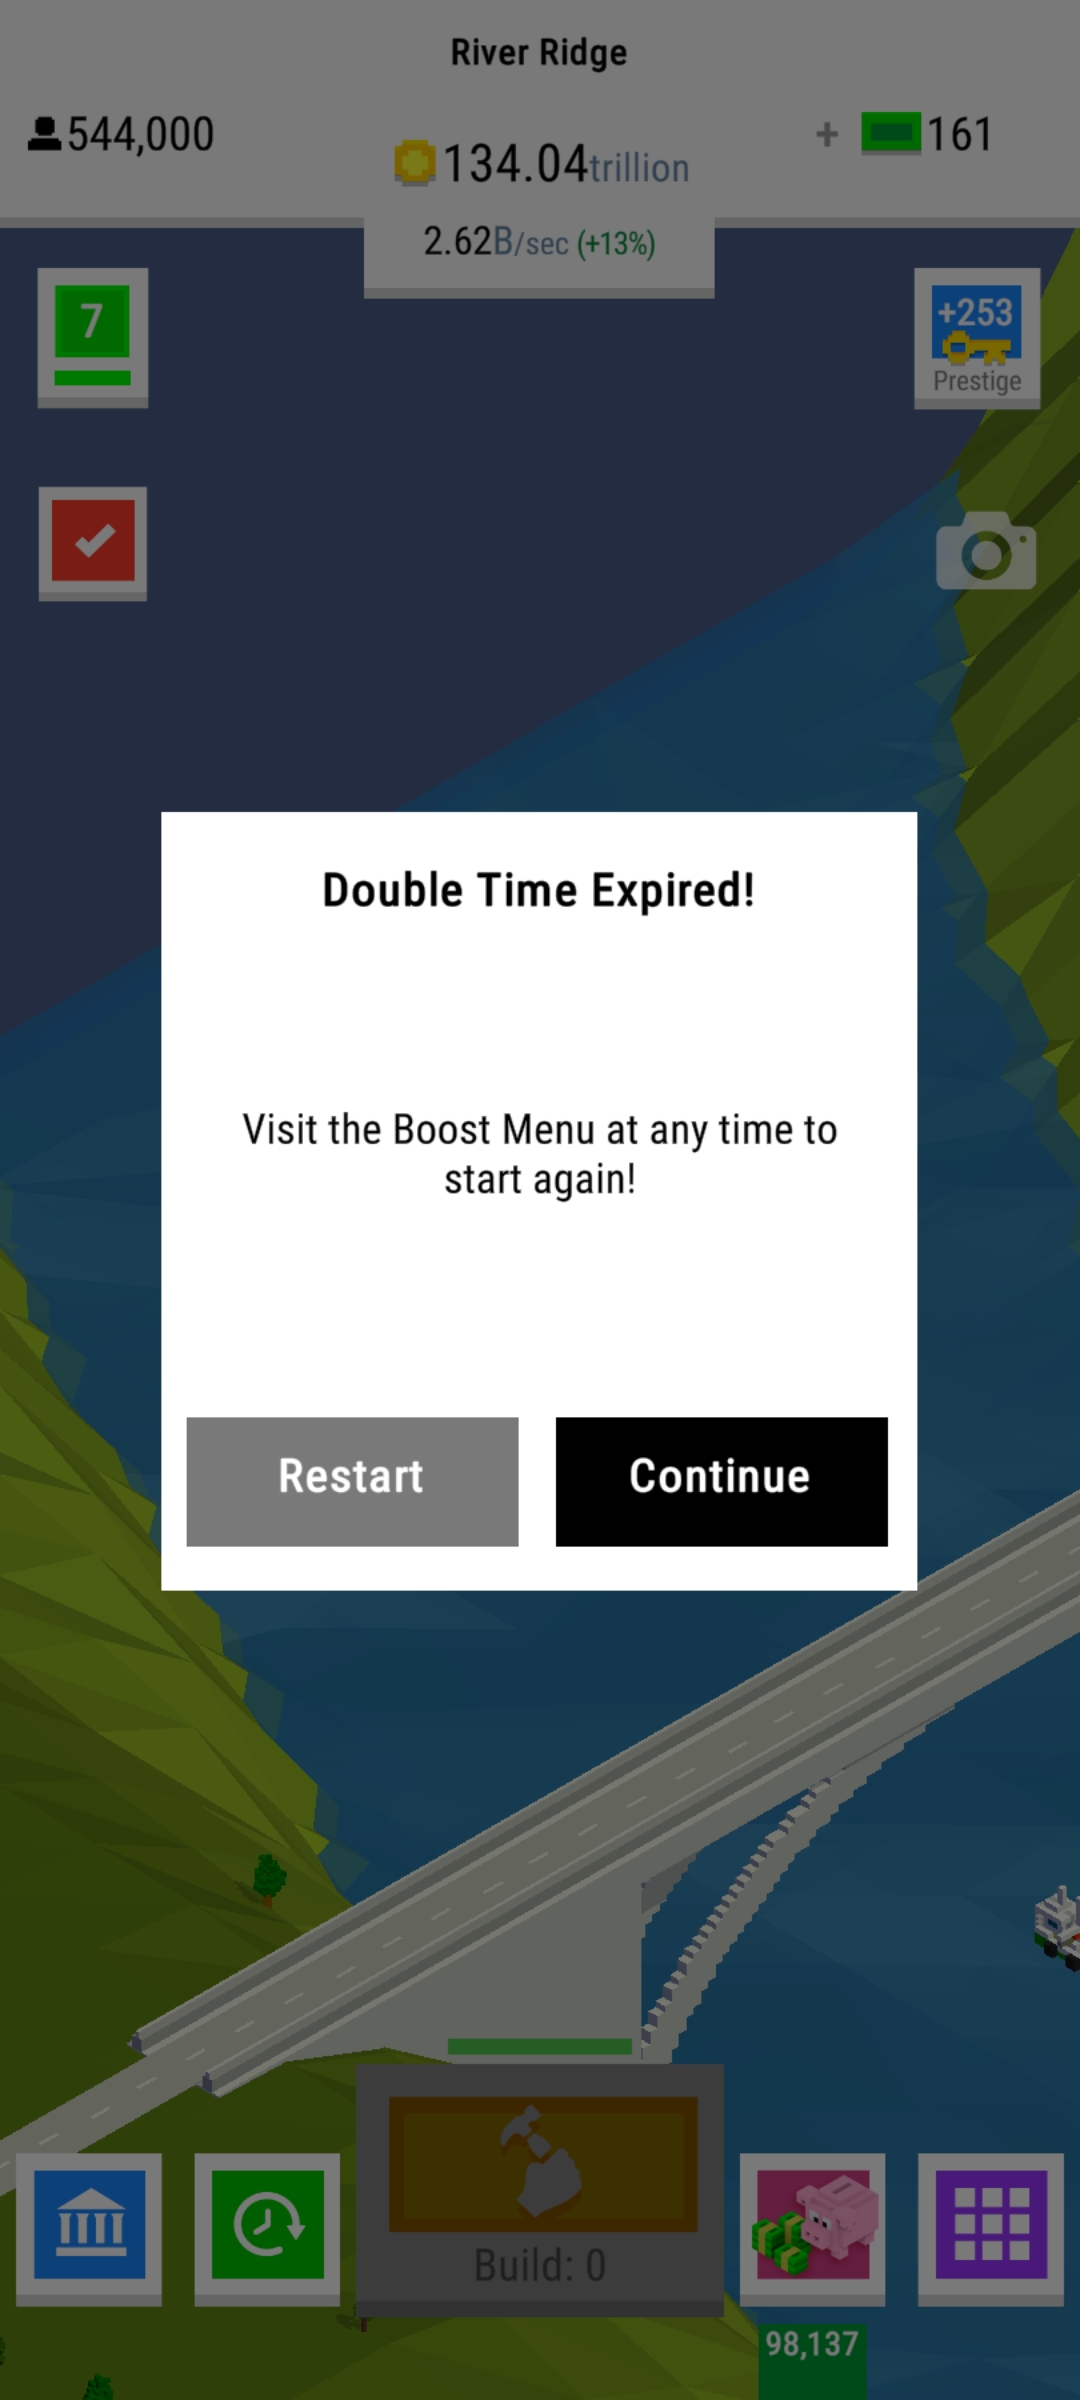 River Ridge
544,000
134.04trillion
+ 161
2.62B/sec (+13%)
7
+253
Prestige
Double Time Expired!
Visit the Boost Menu at any time to
start again!
Restart
Continue
Build: 0
98,137